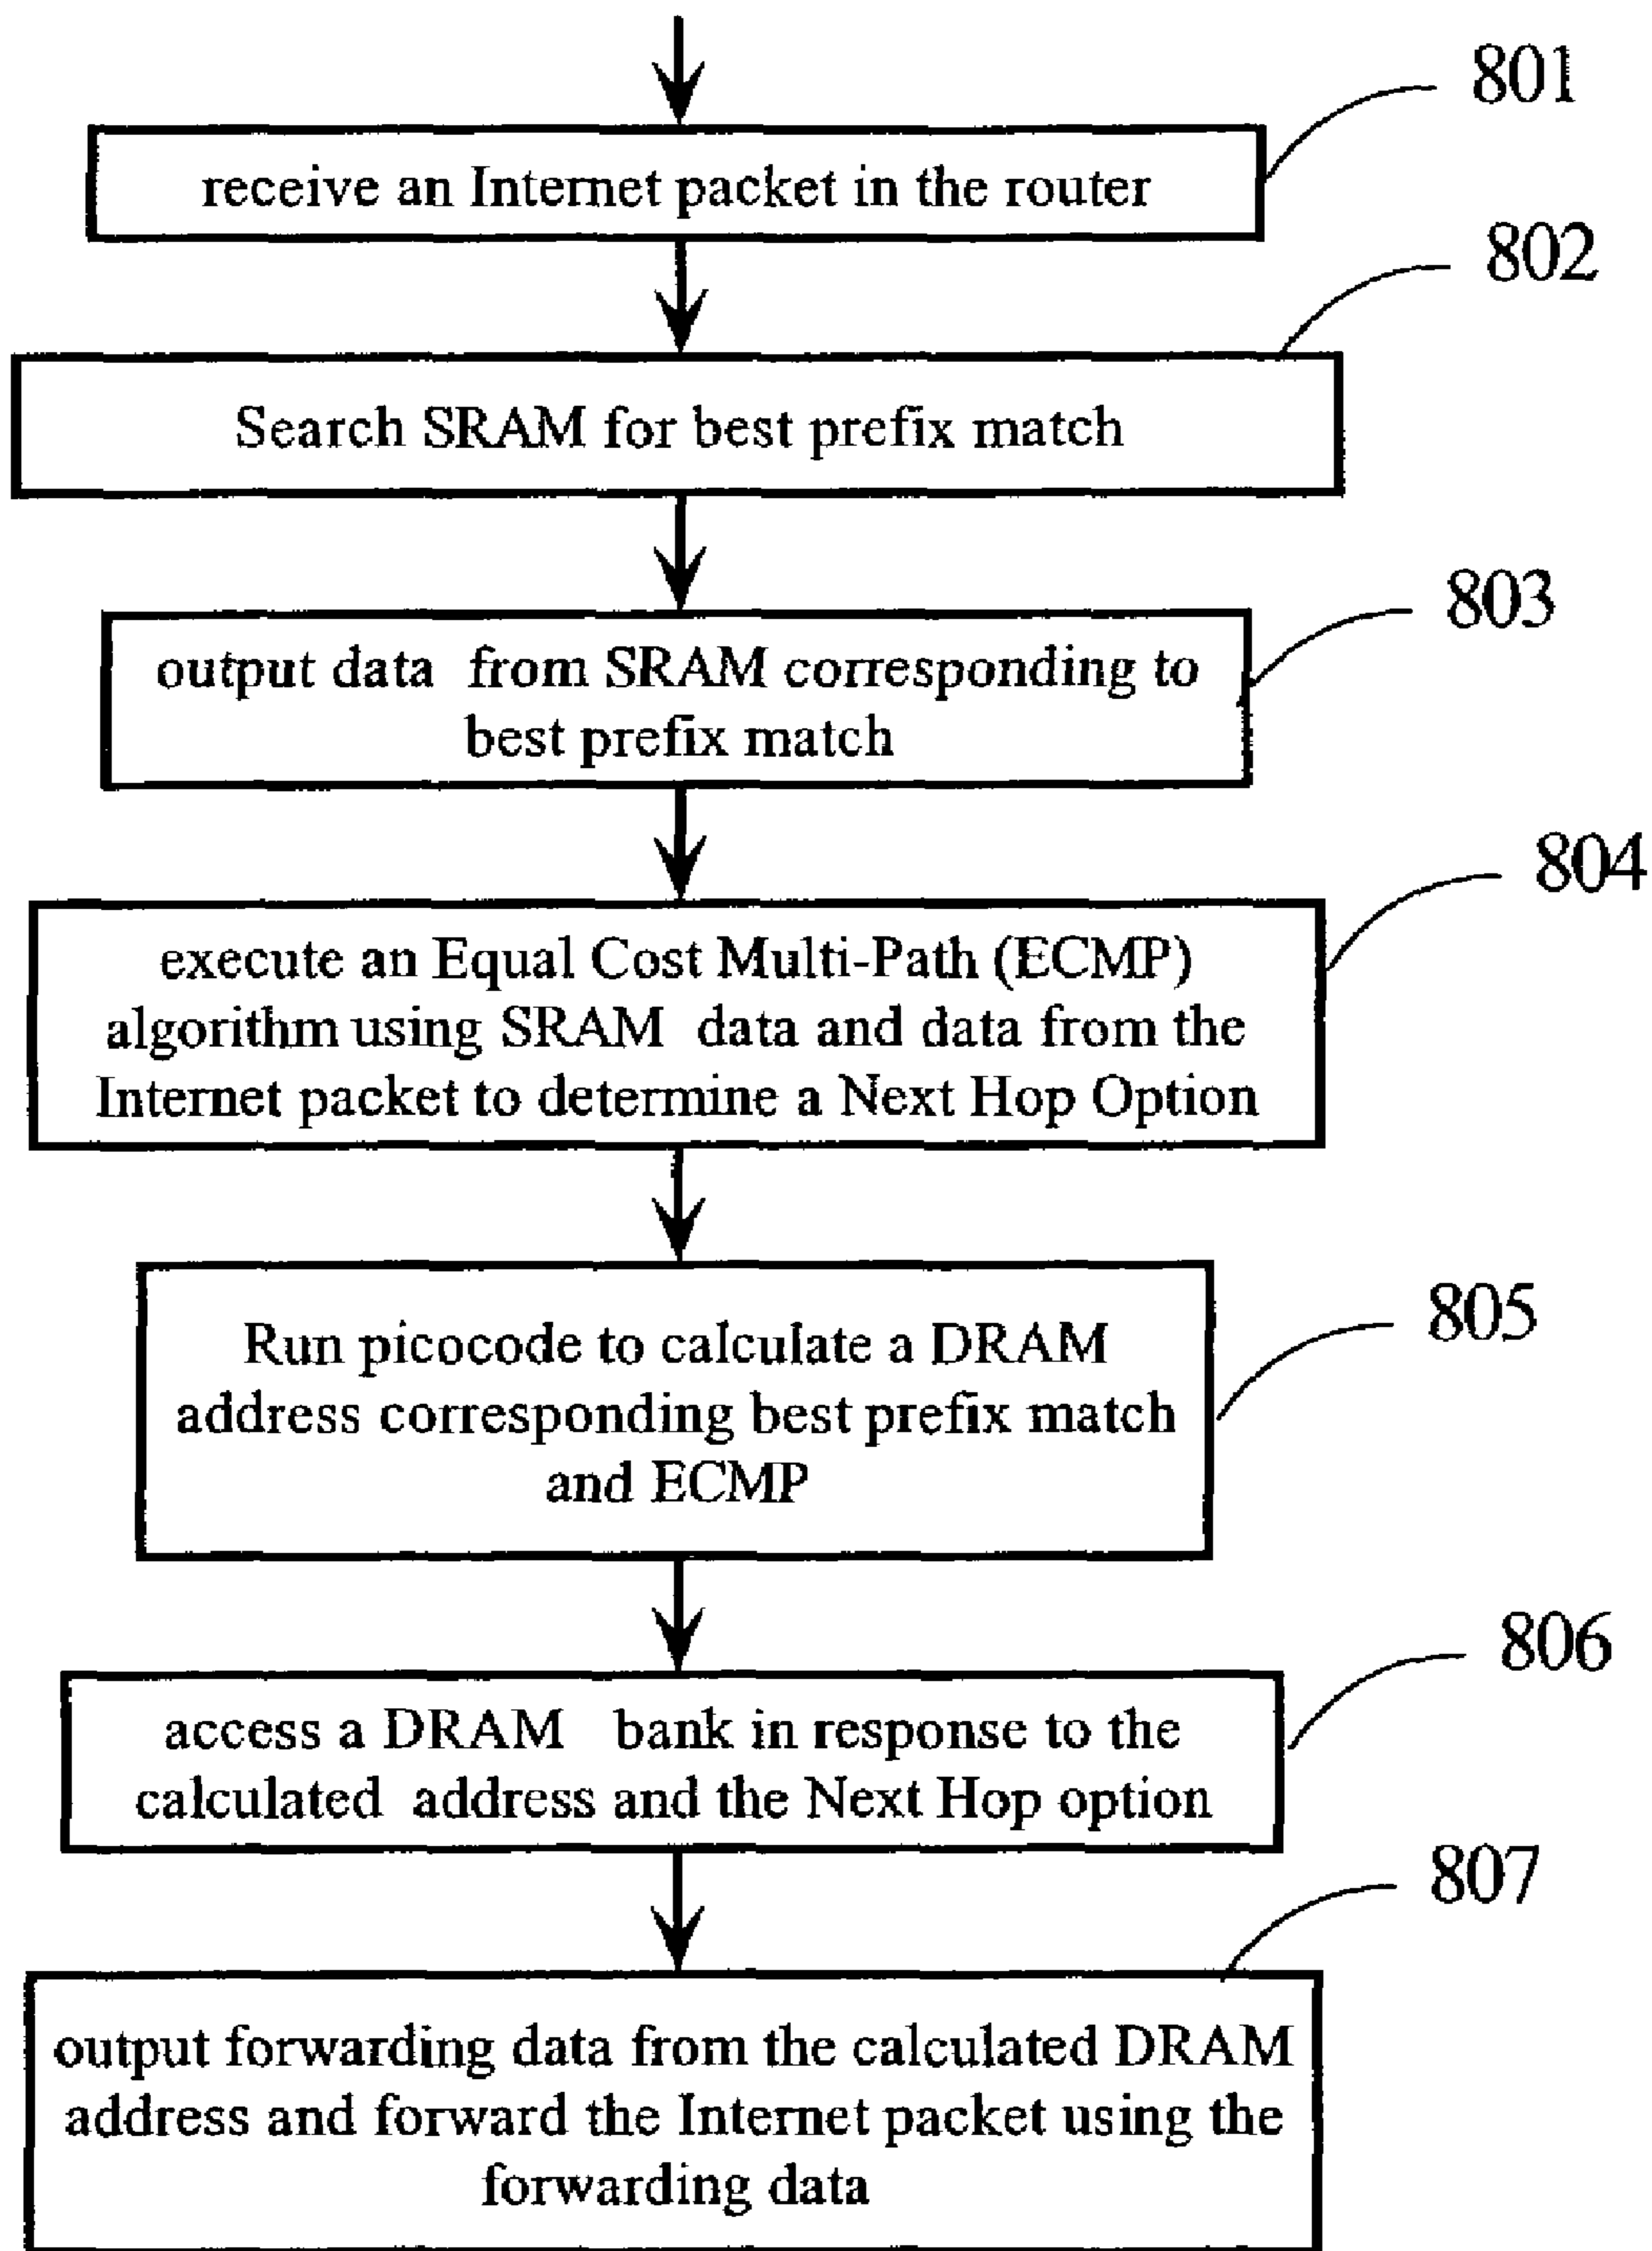 801
receive an Internet packet in the router
802
Search SRAM for best prefix match
803
output data from SRAM corresponding to
best prefix match
804
execute an Equal Cost Multi-Path (ECMP)
algorithm using SRAM data and data from the
Internet packet to determine a Next Hop Option
805
Run picocode to calculate a DRAM
address corresponding best prefix match
and ECMP
806
access a DRAM bank in response to the
calculated address and the Next Hop option
807
output forwarding data from the calculated DRAM
address and forward the Internet packet using the
forwarding data